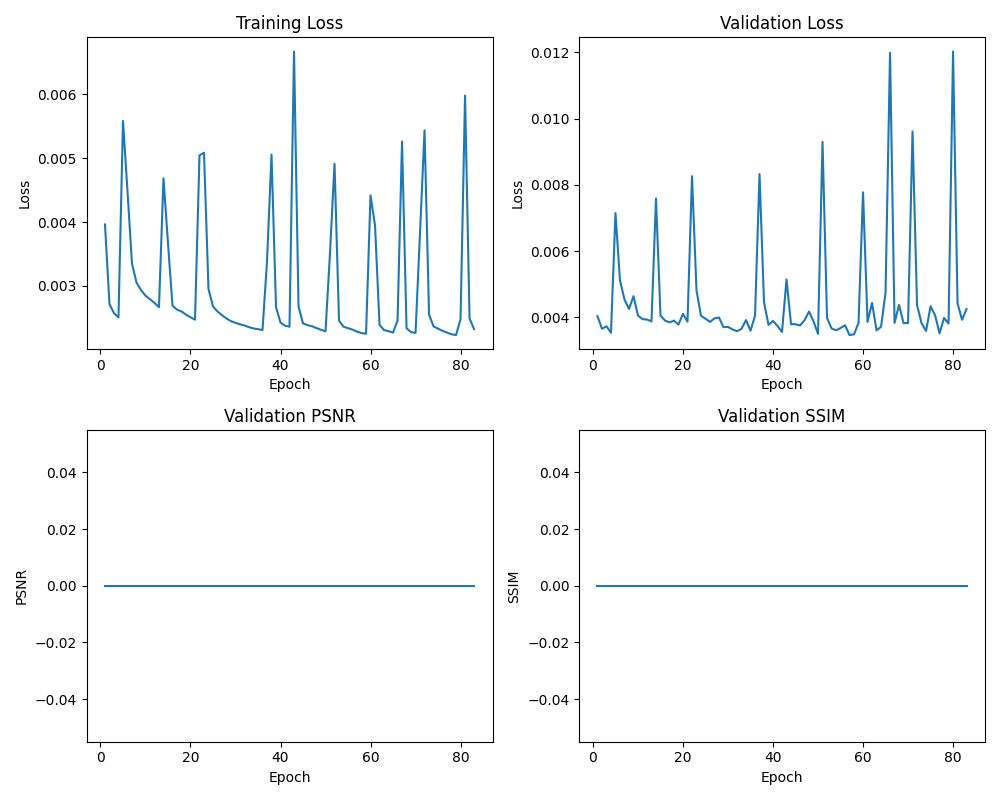 Training Loss
Loss
0.006
0.005
0.004
0.003
0 20 40 60 80
Epoch
Validation Loss
Loss
0.012
0.010
0.008
0.006
0.004
0 20 40 60 80
Epoch
Validation PSNR
PSNR
0.04
0.02
0.00
−0.02
−0.04
0 20 40 60 80
Epoch
Validation SSIM
SSIM
0.04
0.02
0.00
−0.02
−0.04
0 20 40 60 80
Epoch